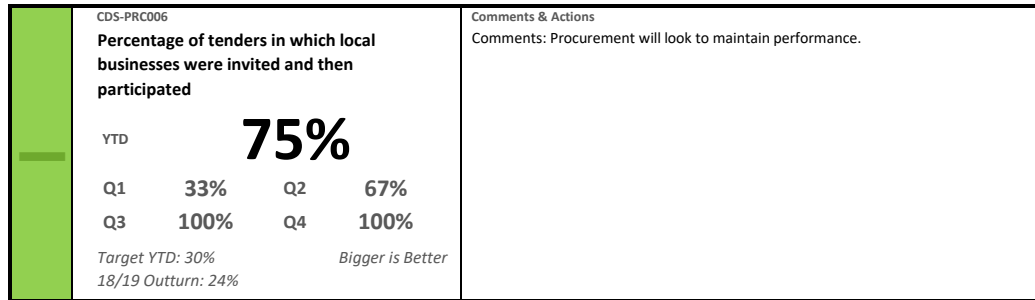 CDS-PRC006
Percentage of tenders in which local
businesses were invited and then
participated
YTD 75%
Q1 33% Q2 67%
Q3 100% Q4 100%
Target YTD: 30% Bigger is Better
18/19 Outturn: 24%
Comments & Actions
Comments: Procurement will look to maintain performance.